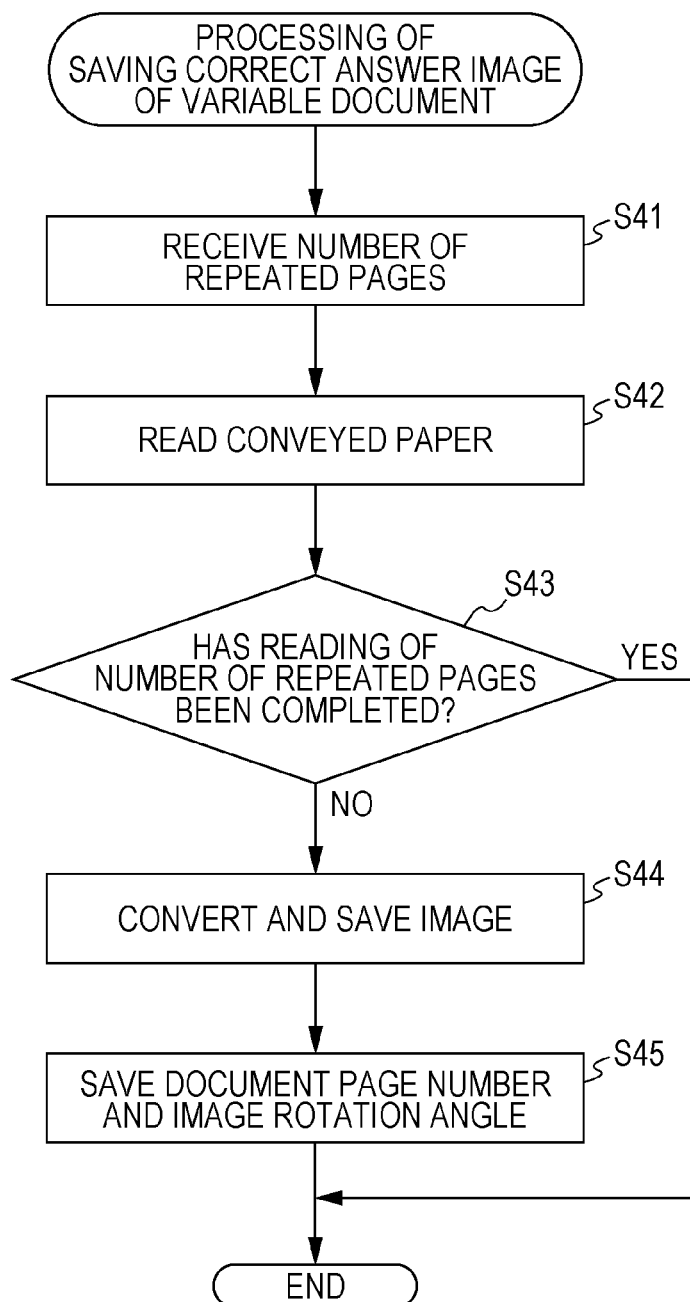 PROCESSING OF
SAVING CORRECT ANSWER IMAGE
OF VARIABLE DOCUMENT
S41
RECEIVE NUMBER OF
REPEATED PAGES
S42
READ CONVEYED PAPER
S43
HAS READING OF
NUMBER OF REPEATED PAGES
BEEN COMPLETED?
YES
NO
S44
CONVERT AND SAVE IMAGE
S45
SAVE DOCUMENT PAGE NUMBER
AND IMAGE ROTATION ANGLE
END